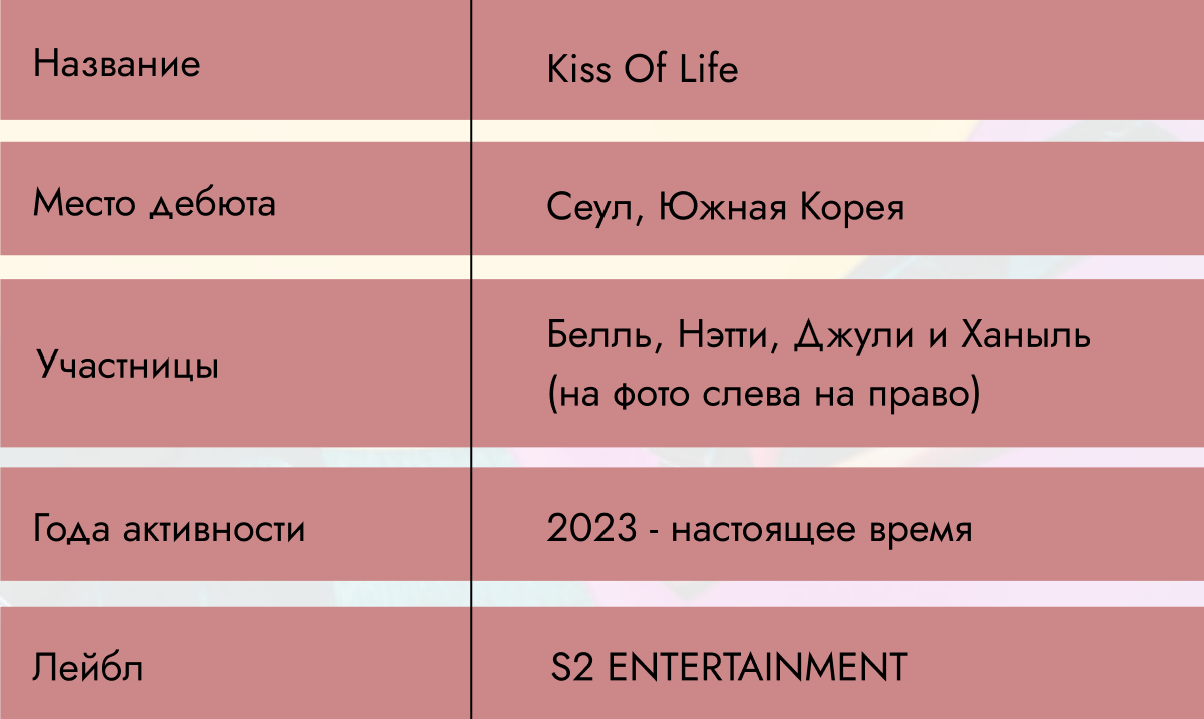 Название
Kiss Of Life
Место дебюта
Сеул, Южная Корея
Участницы
Белль, Нэтти, Джули и Ханыль
(на фото слева на право)
Года активности
2023 - настоящее время
Лейбл
S2 ENTERTAINMENT